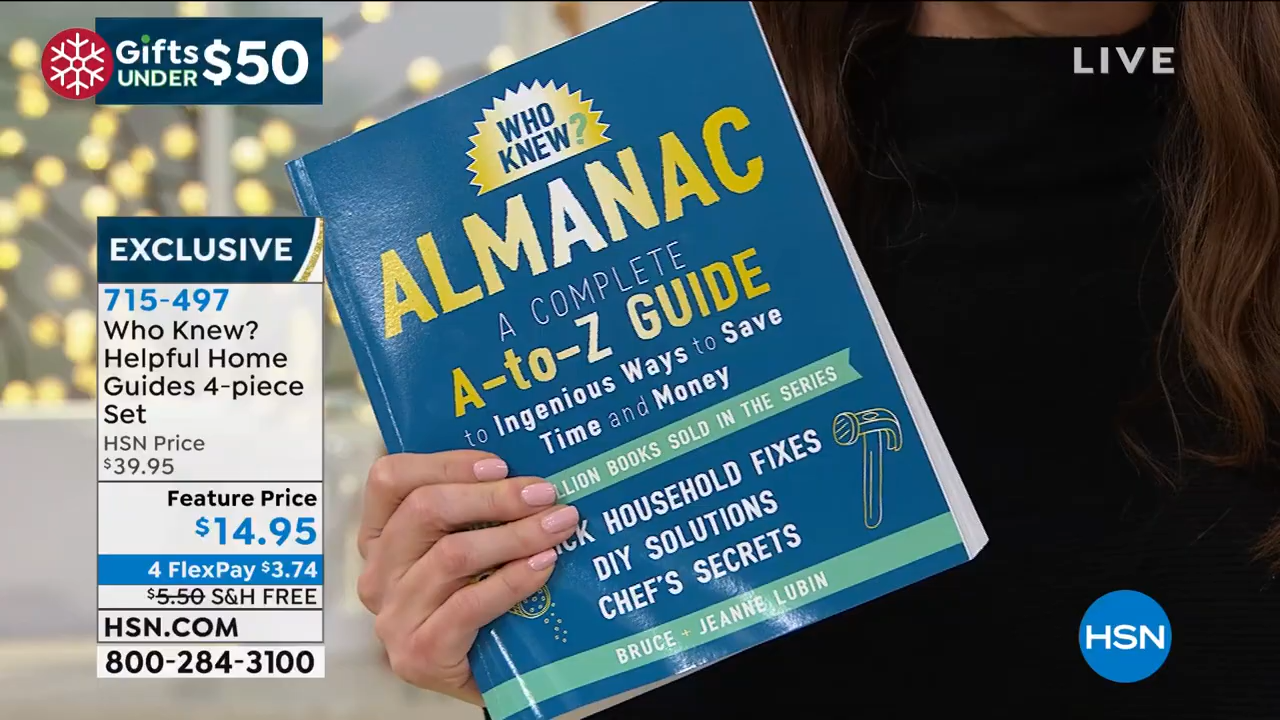 Gifts
UNDER $50
LIVE
EXCLUSIVE
715-497
Who Knew?
Helpful Home
Guides 4-piece
Set
HSN Price
$39.95
Feature Price
$14.95
4 FlexPay $3.74
$5.50 S&H FREE
HSN.COM
800-284-3100
WHO
KNEW?
ALMANAC
A COMPLETE
A-to-Z GUIDE
to Ingenious Ways to Save
Time and Money
BOOKS SOLD IN THE SERIES
HOUSEHOLD FIXES
DIY SOLUTIONS
CHEF'S SECRETS
BRUCE + JEANNE LUBIN
HSN